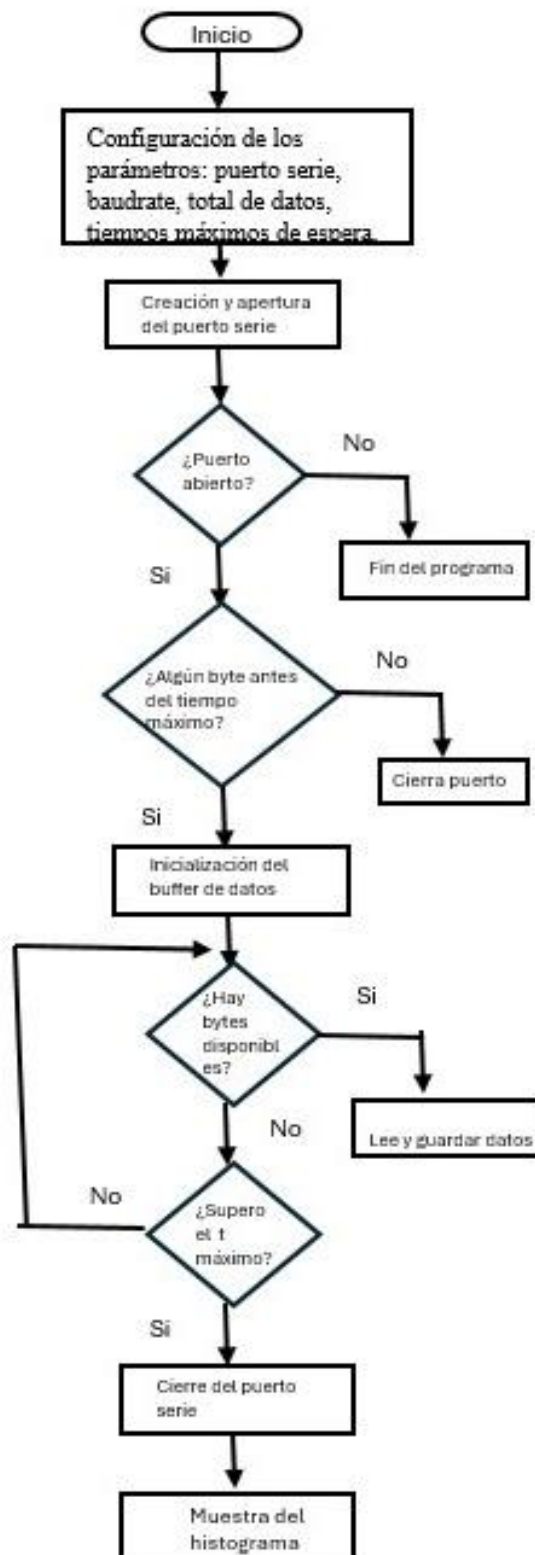 Inicio
Configuración de los
parámetros: puerto serie,
baudrate, total de datos,
tiempos máximos de espera.
Creación y apertura
del puerto serie
¿Puerto
abierto?
No
Fin del programa
Si
¿Algún byte antes
del tiempo
máximo?
No
Cierra puerto
Si
Inicialización del
buffer de datos
¿Hay
bytes
disponibl
es?
Si
Lee y guardar datos
No
¿Supero
el t
máximo?
No
Si
Cierre del puerto
serie
Muestra del
histograma